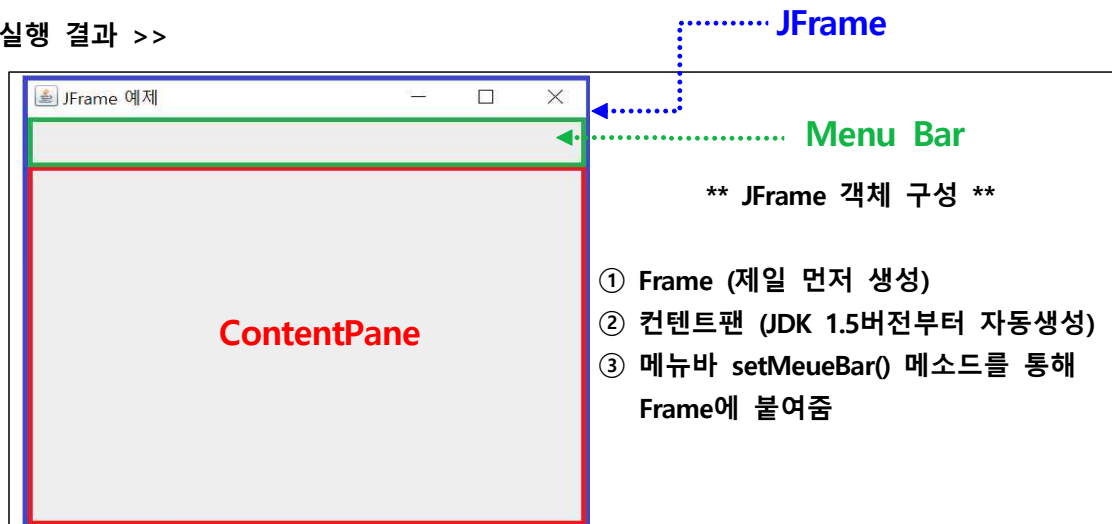 실행 결과 >>
JFrame
JFrame 예제
Menu Bar
** JFrame 객체 구성 **
① Frame (제일 먼저 생성)
② 컨텐트팬 (JDK 1.5버전부터 자동생성)
ContentPane
③ 메뉴바 setMeueBar() 메소드를 통해
Frame에 붙여줌